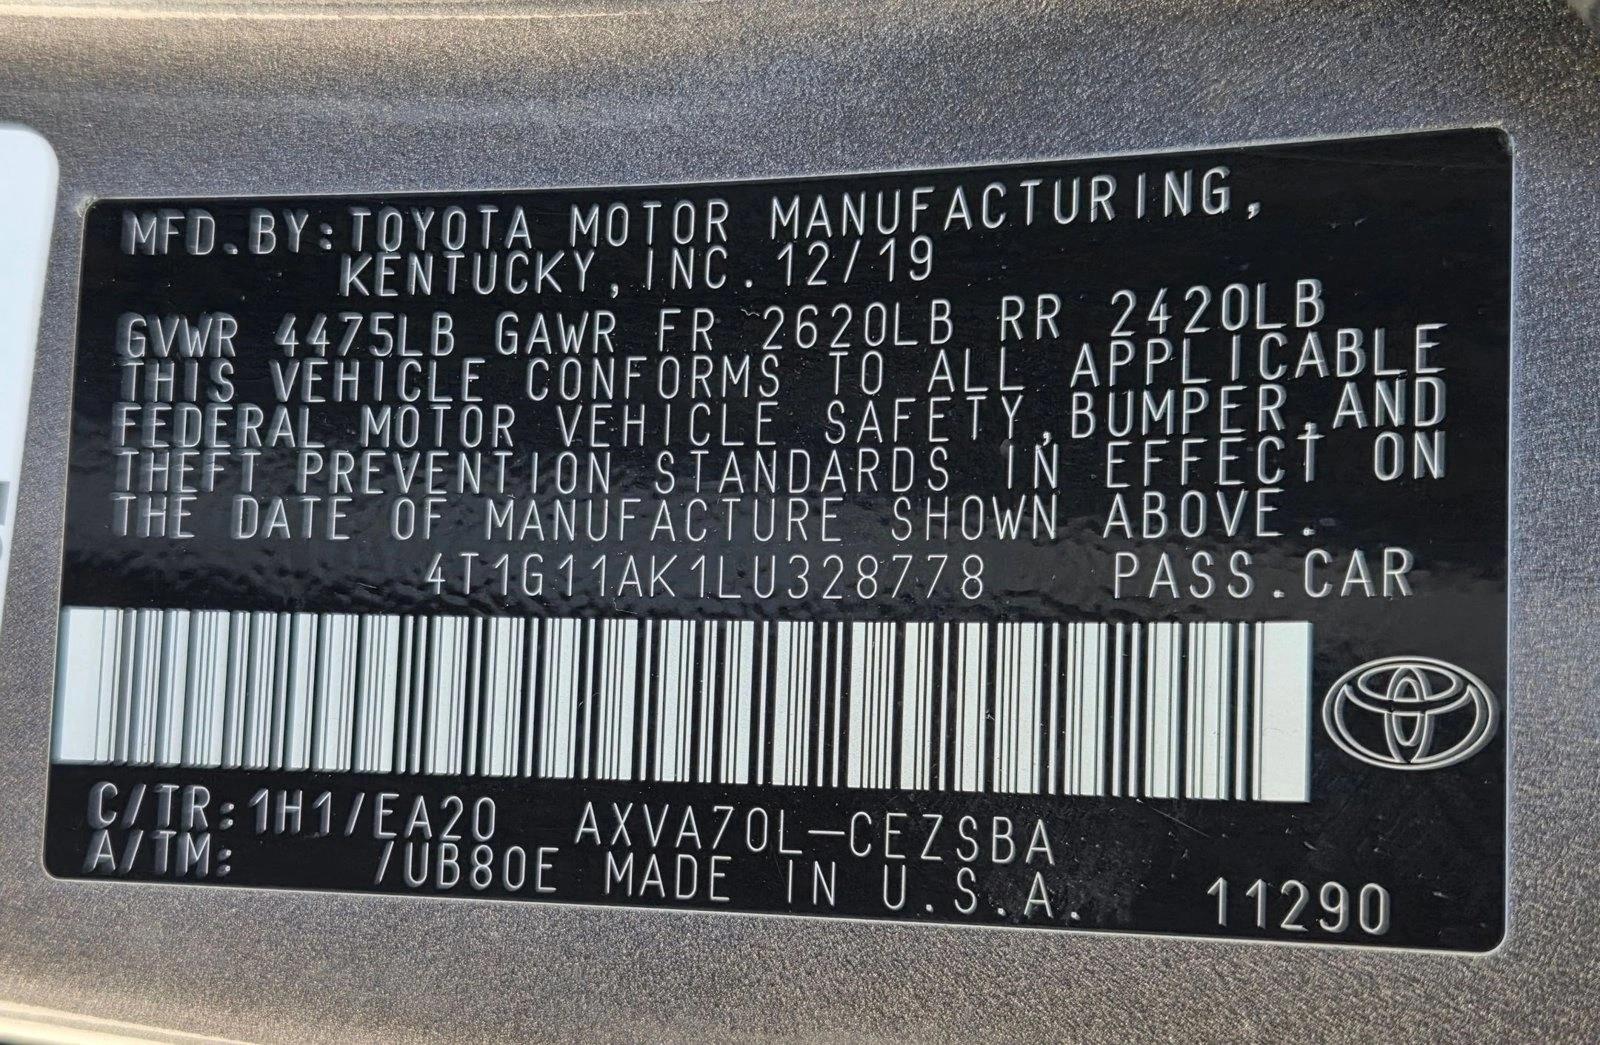 MFD.BY:TOYOTA MOTOR MANUFACTURING,
KENTUCKY,INC. 12/19
GVWR 4475LB GAWR FR 2620LB RR 2420LB
THIS VEHICLE CONFORMS TO ALL APPLICABLE
FEDERAL MOTOR VEHICLE SAFETY,BUMPER,AND
THEFT PREVENTION STANDARDS IN EFFECT ON
THE DATE OF MANUFACTURE SHOWN ABOVE.
4T1G11AK1LU328778 PASS.CAR
C/TR:1H1/EA20 AXVA70L-CEZSBA
A/TM: /UB80E MADE IN U.S.A. 11290